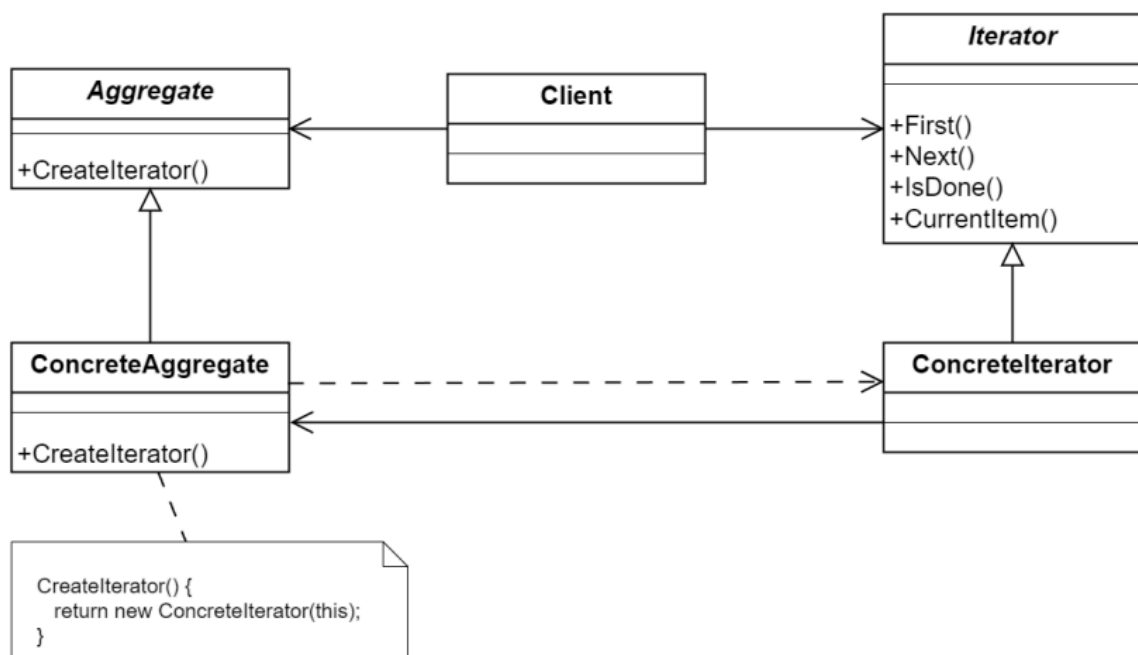 Aggregate
+CreateIterator()
Client
Iterator
+First()
+Next()
+IsDone()
+CurrentItem()
ConcreteAggregate
+CreateIterator()
ConcreteIterator
CreateIterator() {
return new ConcreteIterator(this);
}